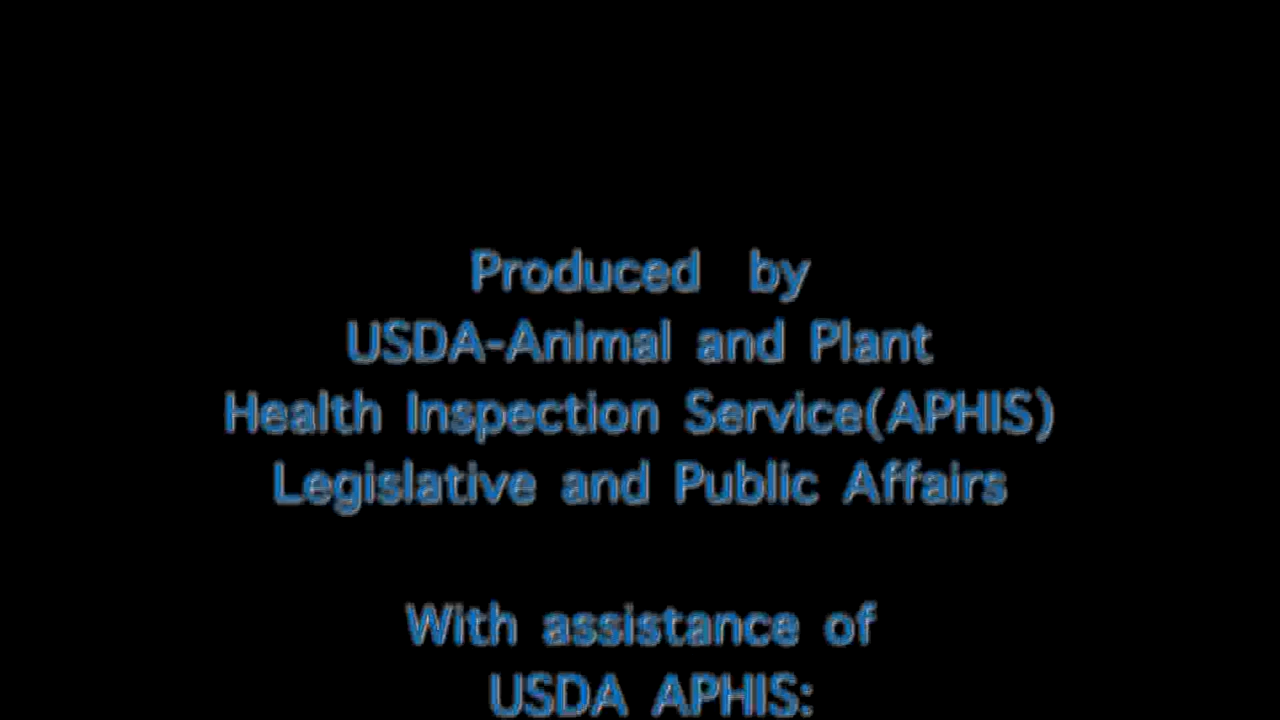 Produced by
USDA-Animal and Plant
Health Inspection Service(APHIS)
Legislative and Public Affairs
With assistance of
USDA APHIS: